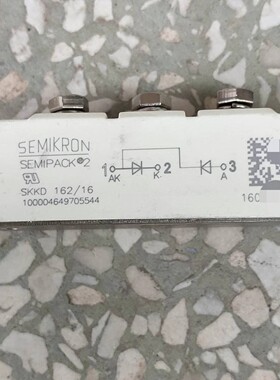 SEMIKRON
SEMIPACK®2
SKKD 162/16
100004649705544
1 2 3
AK K A
160